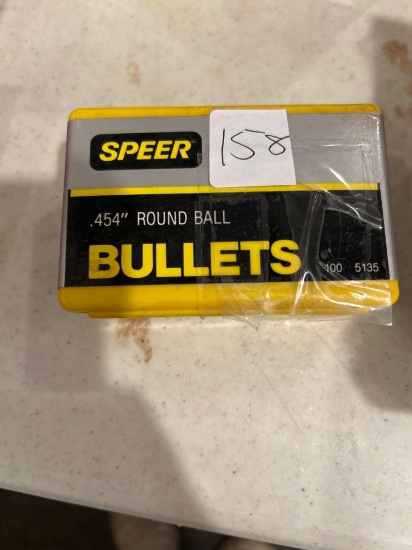 SPEER
158
.454" ROUND BALL
BULLETS
100 5135